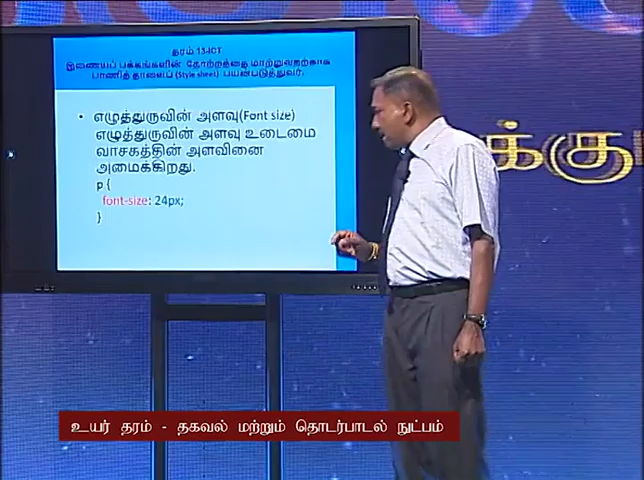 தரம் 13-ICT
இணையப் பக்கங்களின் தோற்றத்தை மாற்றுவதற்காக
பாணித் தாளைப் (Style sheet) பயன்படுத்துவர்.
• எழுத்துருவின் அளவு(Font size)
எழுத்துருவின் அளவு உடைமை
வாசகத்தின் அளவினை
அமைக்கிறது.
p {
font-size: 24px;
}
உயர் தரம் - தகவல் மற்றும் தொடர்பாடல் நுட்பம்